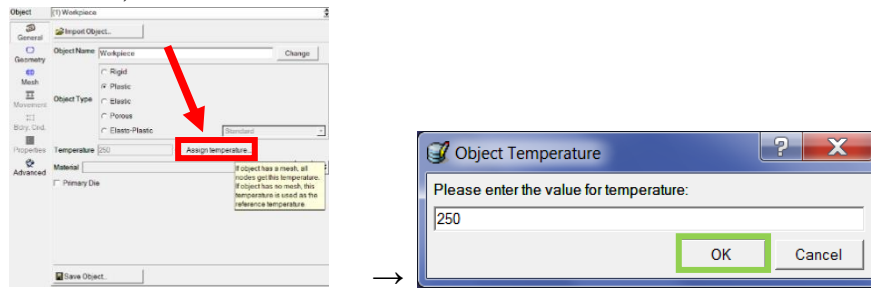 Object
(1) Workpiece
General
Import Object...
Geometry
Object Name
Workpiece
Change
Mesh
Rigid
Plastic
Movement
Object Type
Elastic
Porous
Bdry. Cnd.
Elasto-Plastic
Standard
Properties
Temperature
250
Assign temperature...
Advanced
Material
If object has a mesh, all
nodes get this temperature.
If object has no mesh, this
temperature is used as the
reference temperature
Primary Die
Save Object...
→
Object Temperature
? X
Please enter the value for temperature:
250
OK
Cancel